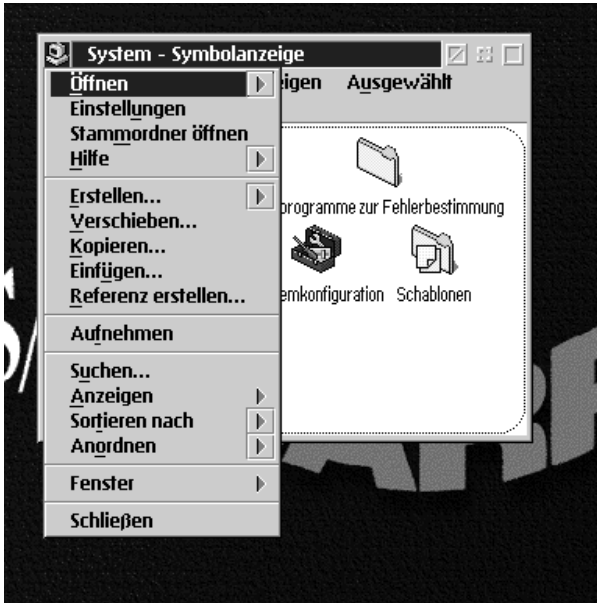 System - Symbolanzeige
igen Ausgewählt
Öffnen
Einstellungen
Stammordner öffnen
Hilfe
Erstellen...
Verschieben...
Kopieren...
Einfügen...
Referenz erstellen...
Aufnehmen
Suchen...
Anzeigen
Sortieren nach
Anordnen
Fenster
Schließen
programme zur Fehlerbestimmung
emkonfiguration Schablonen